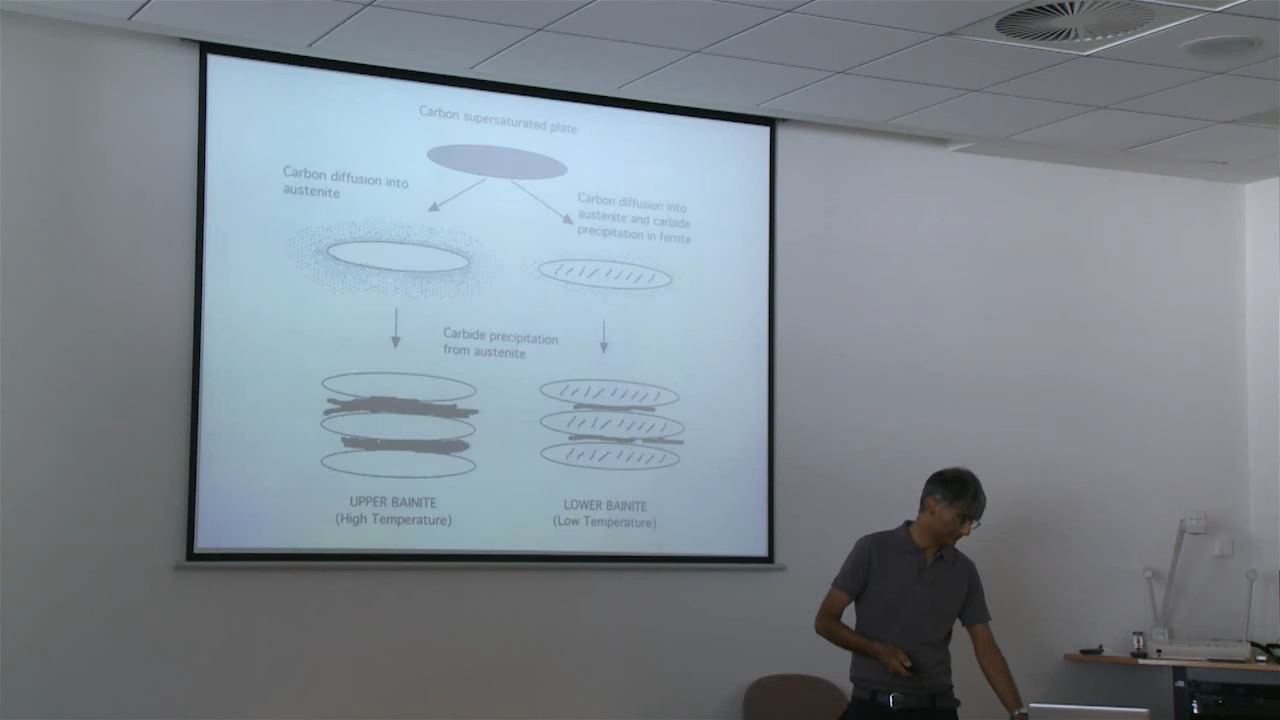 Carbon supersaturated plate
Carbon diffusion into
austenite
Carbon diffusion into
austenite and carbide
precipitation in ferrite
Carbide precipitation
from austenite
UPPER BAINITE
(High Temperature)
LOWER BAINITE
(Low Temperature)